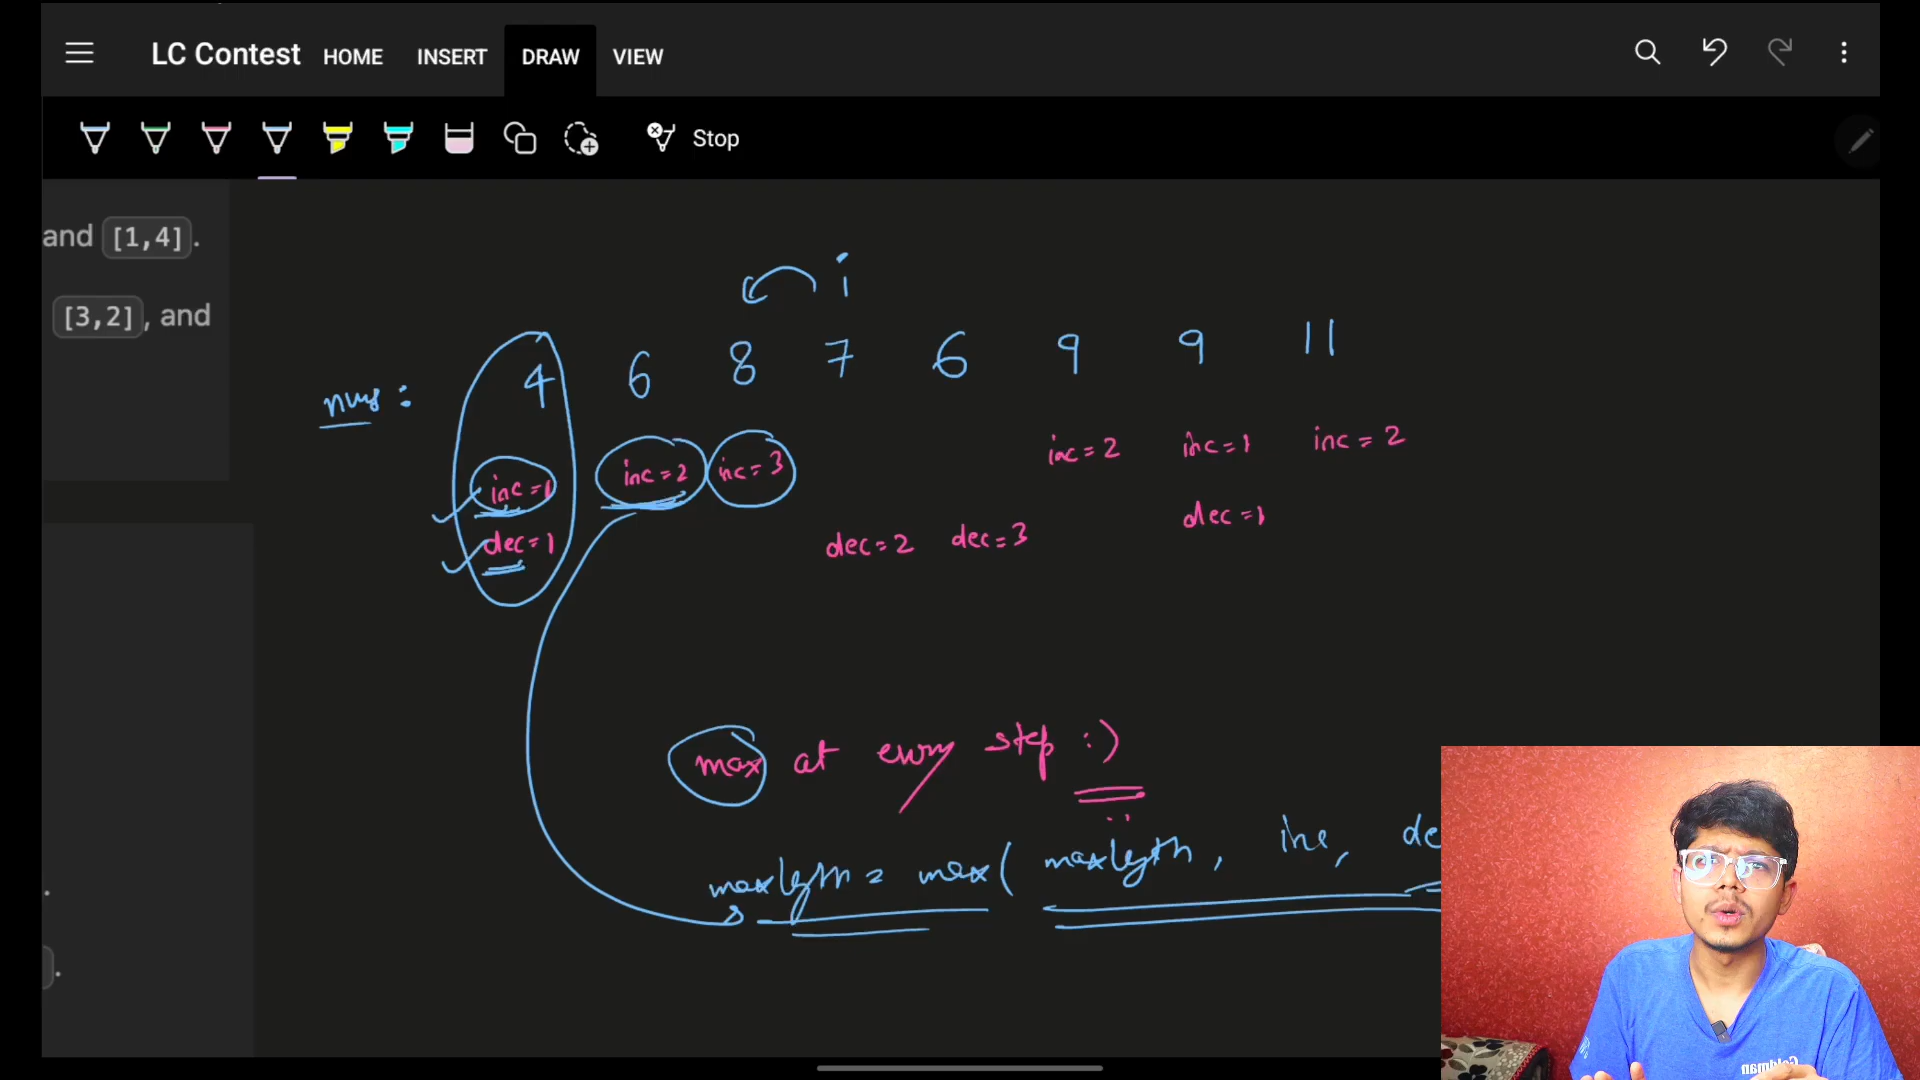 LC Contest HOME INSERT DRAW VIEW
Stop
and [1,4].
[3,2], and
i
nums: 4 6 8 7 6 9 9 11
inc=1 inc=2 inc=3 inc=2 inc=1 inc=2
dec=1 dec=2 dec=3 dec=1
max at every step :)
= max( , inc, de
.
.